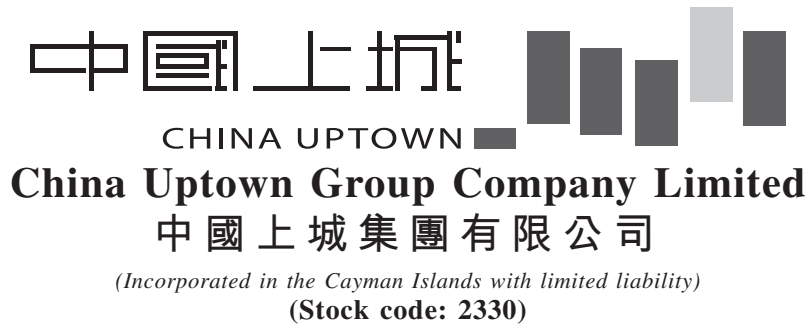 中國上城
CHINA UPTOWN
China Uptown Group Company Limited
中國上城集團有限公司
(Incorporated in the Cayman Islands with limited liability)
(Stock code: 2330)